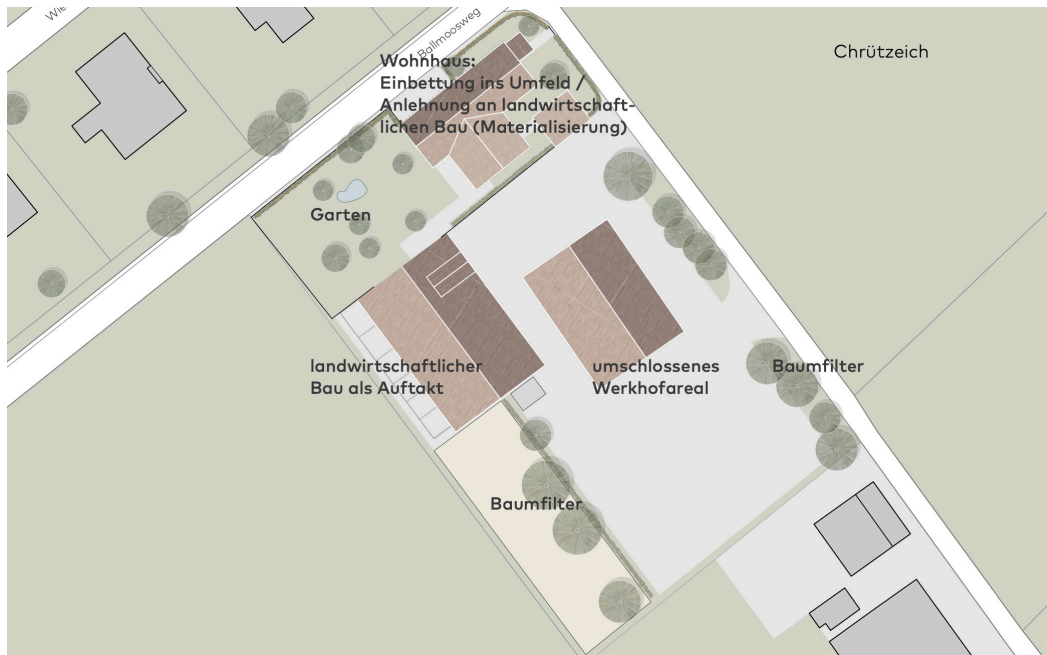 Wie
Ballmoosweg
Chrützeich
Wohnhaus:
Einbettung ins Umfeld /
Anlehnung an landwirtschaft-
lichen Bau (Materialisierung)
Garten
landwirtschaftlicher
Bau als Auftakt
umschlossenes
Werkhofareal
Baumfilter
Baumfilter